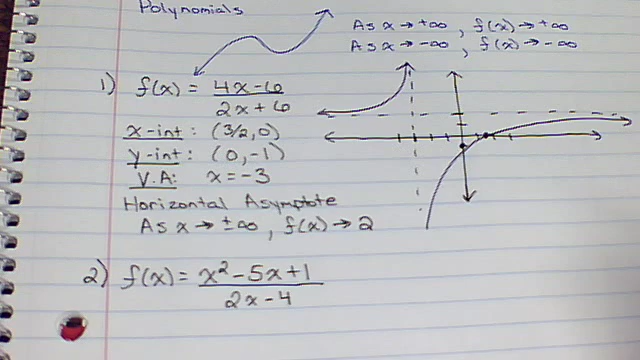 Polynomials
As x → +∞, f(x) → +∞
As x → -∞, f(x) → -∞
1) f(x) = 4x-6 / 2x+6
x-int: (3/2, 0)
y-int: (0, -1)
V.A: x = -3
Horizontal Asymptote
As x → ±∞, f(x) → 2
2) f(x) = x² - 5x + 1 / 2x - 4